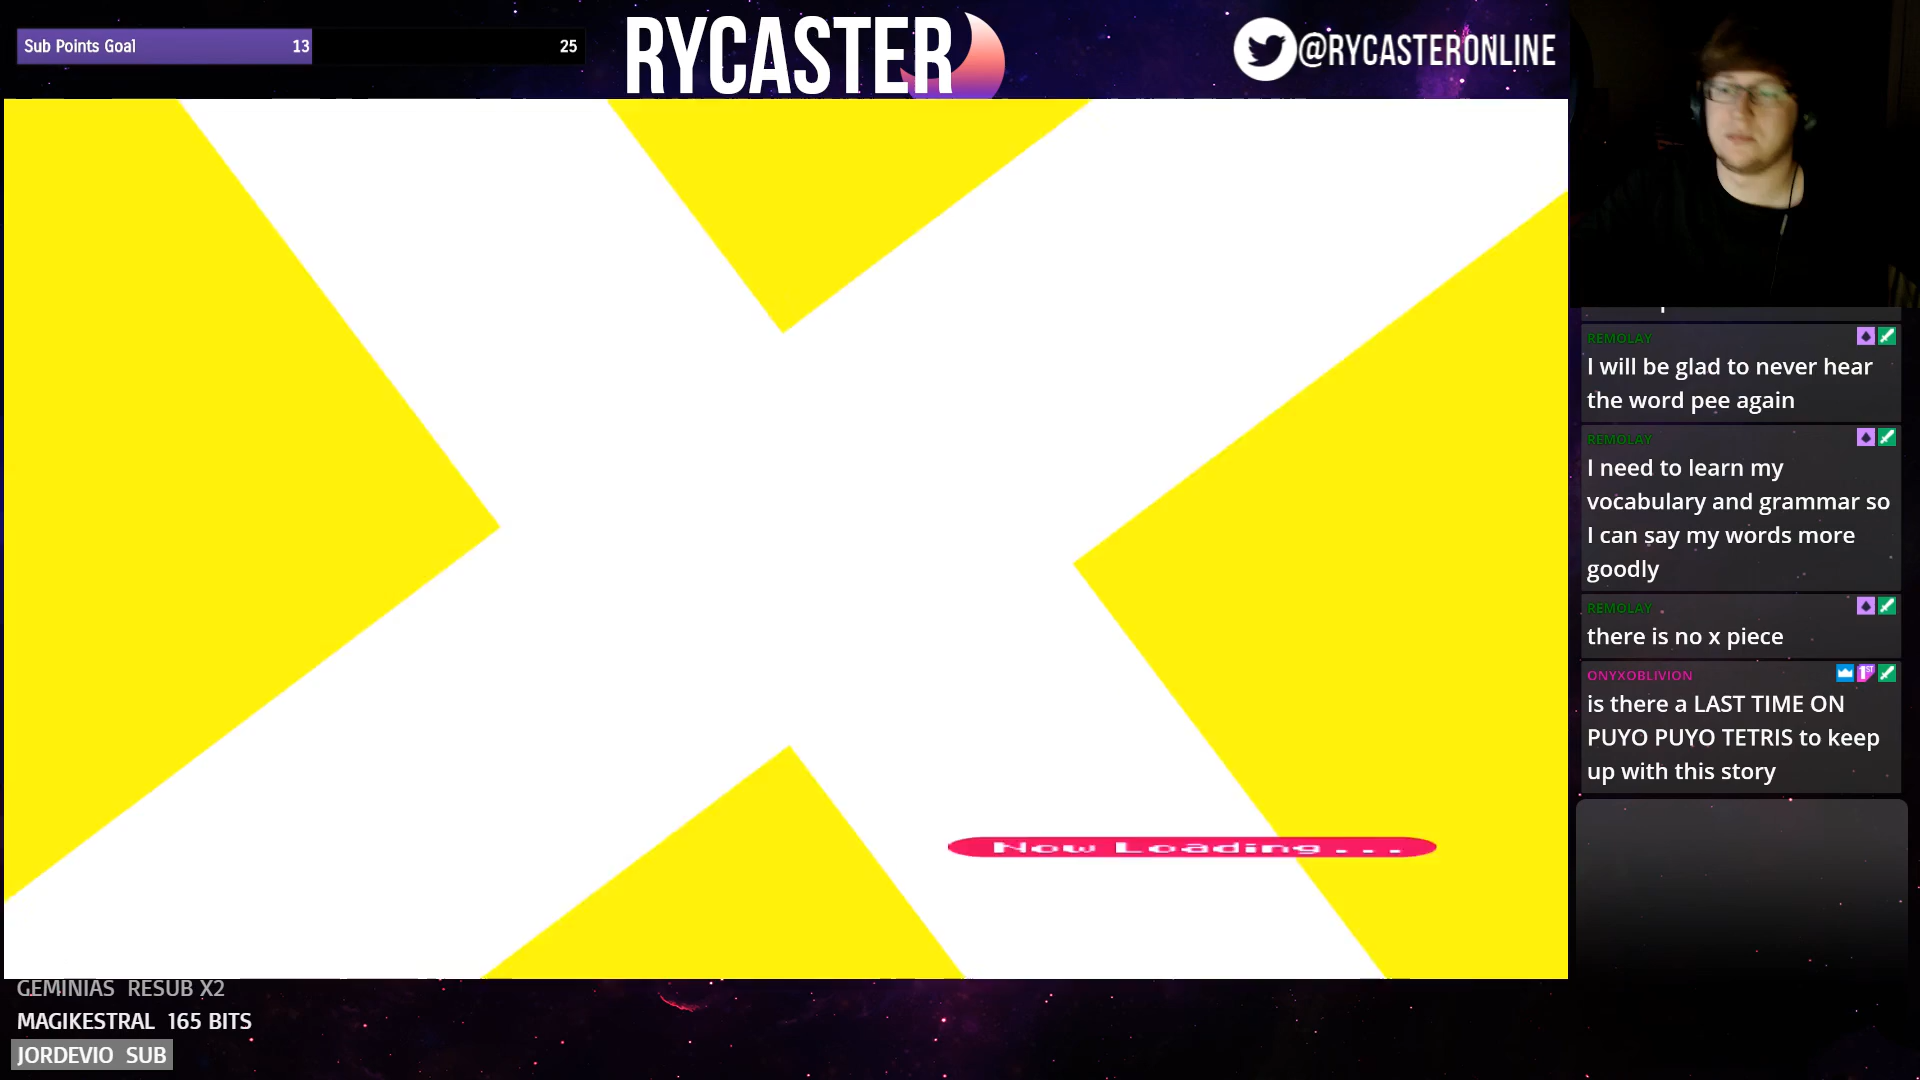 Sub Points Goal 13 25
RYCASTER
@RYCASTERONLINE
REMOLAY
I will be glad to never hear
the word pee again
REMOLAY
I need to learn my
vocabulary and grammar so
I can say my words more
goodly
REMOLAY
there is no x piece
ONYXOBLIVION
1ST
is there a LAST TIME ON
PUYO PUYO TETRIS to keep
up with this story
Now Loading...
GEMINIAS RESUB X2
MAGIKESTRAL 165 BITS
JORDEVIO SUB